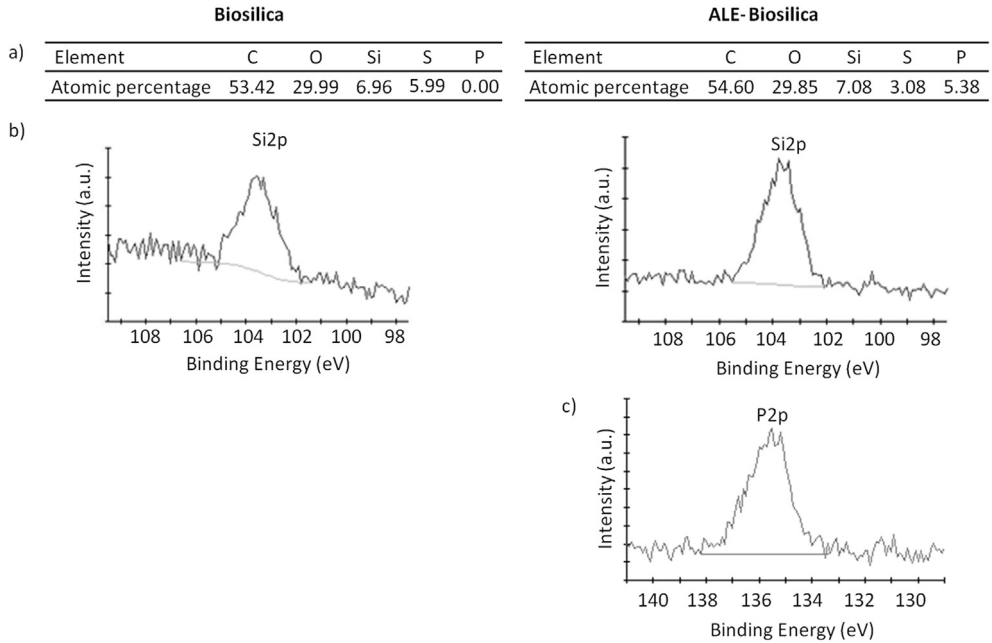 Biosilica
ALE-Biosilica
a)
Element C O Si S P
Atomic percentage 53.42 29.99 6.96 5.99 0.00
Element C O Si S P
Atomic percentage 54.60 29.85 7.08 3.08 5.38
b)
Si2p
Intensity (a.u.)
108 106 104 102 100 98
Binding Energy (eV)
Si2p
Intensity (a.u.)
108 106 104 102 100 98
Binding Energy (eV)
c)
P2p
Intensity (a.u.)
140 138 136 134 132 130
Binding Energy (eV)